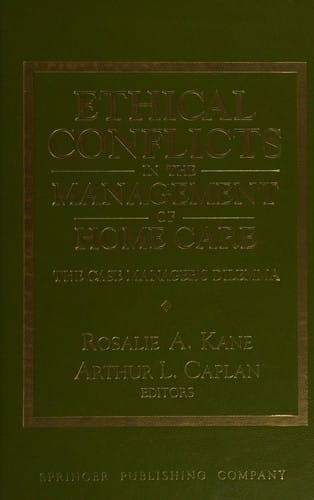 ETHICAL
CONFLICTS
IN THE
MANAGEMENT
OF
HOME CARE
THE CASE MANAGER'S DILEMMA
ROSALIE A. KANE
ARTHUR L. CAPLAN
EDITORS
SPRINGER PUBLISHING COMPANY